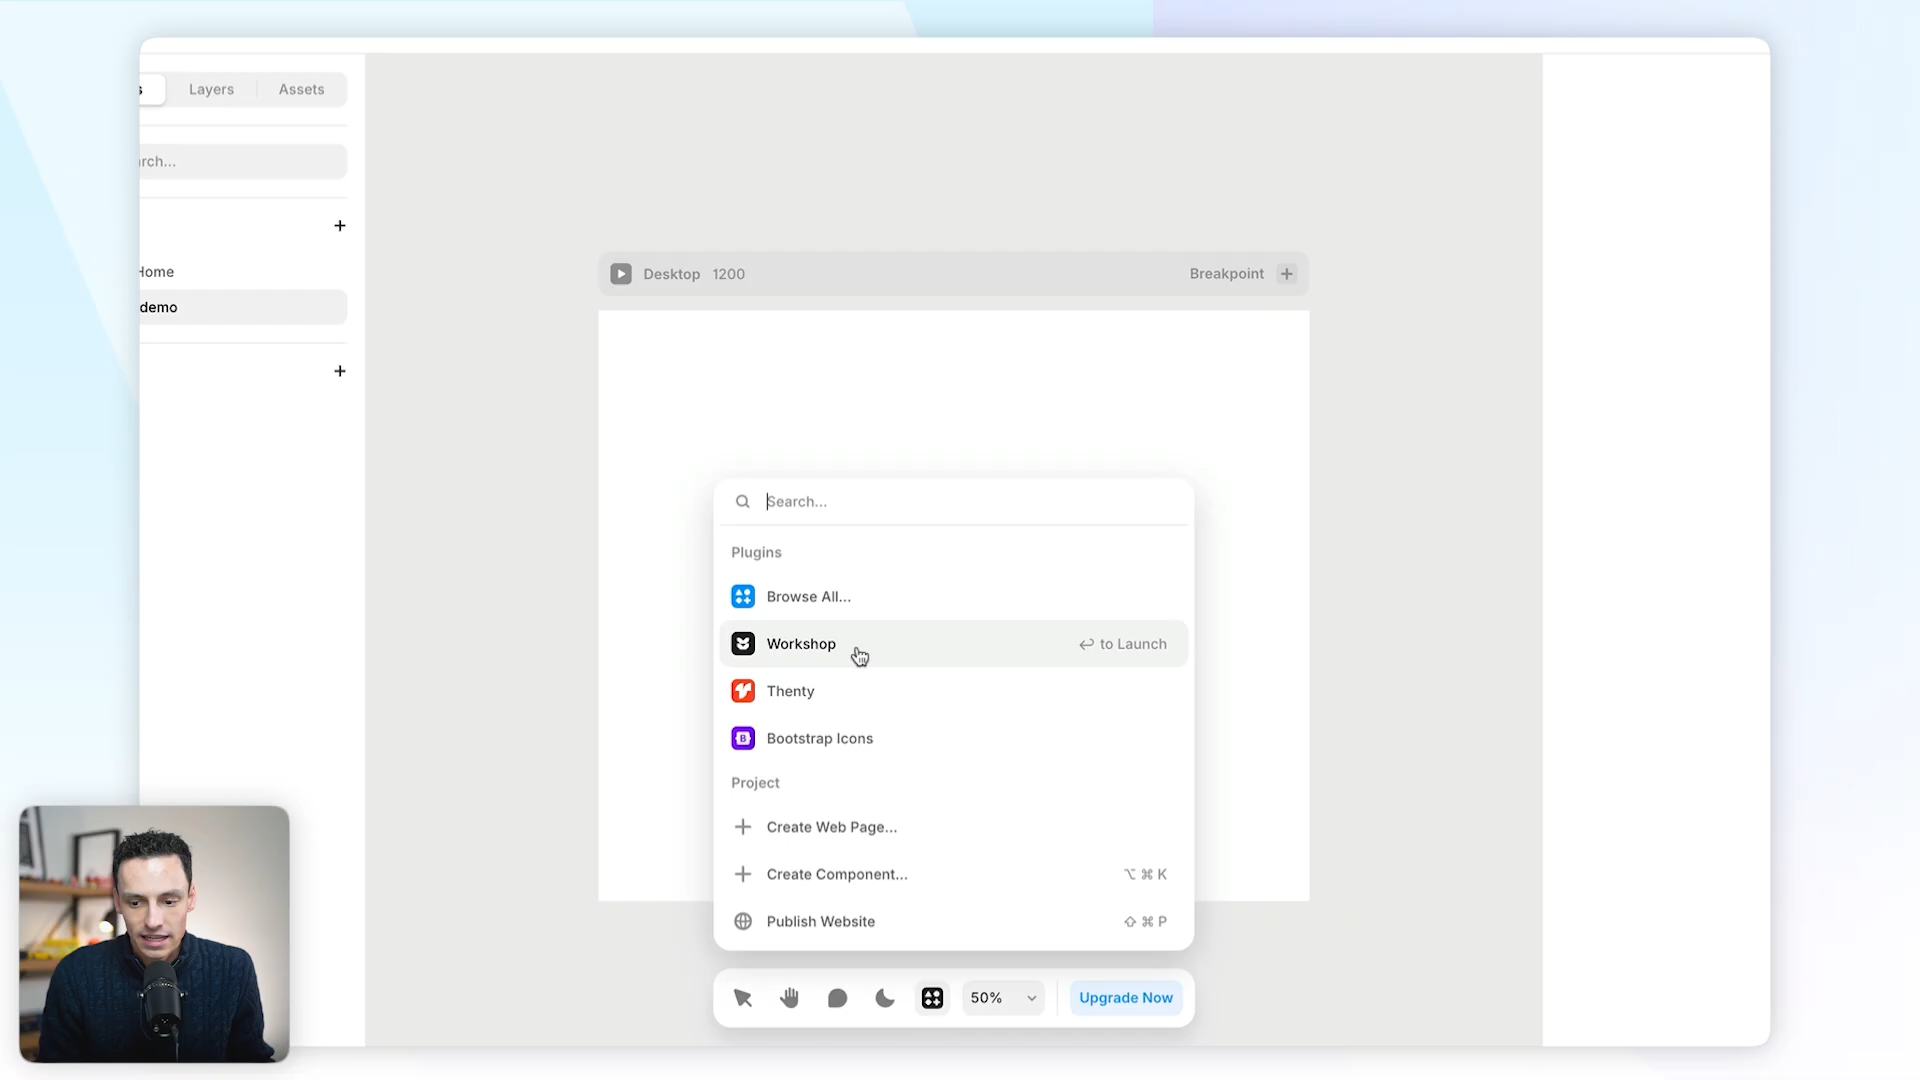 s
Layers
Assets
arch...
Home
demo
Desktop 1200
Breakpoint
Search...
Plugins
Browse All...
Workshop
to Launch
Thenty
Bootstrap Icons
Project
Create Web Page...
Create Component...
⌥ ⌘ K
Publish Website
⇧ ⌘ P
50%
Upgrade Now